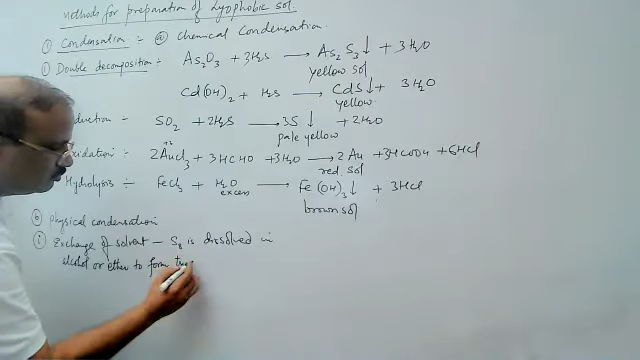 Methods for preparation of Lyophobic sol
① Condensation :- ⓐ chemical Condensation.
① Double decomposition :- As2O3 + 3H2S → As2S3↓ + 3H2O
yellow sol
Cd(OH)2 + H2S → CdS↓ + 3H2O
yellow.
duction :- SO2 + 2H2S → 3S↓ + 2H2O
pale yellow
xidation :- 2AuCl3 + 3HCHO + 3H2O → 2Au + 3HCOOH + 6HCl
+3
red sol
Hydrolysis :- FeCl3 + H2O → Fe(OH)3↓ + 3HCl
excess
brown sol
ⓑ physical condensation
ⓘ Exchange of solvent – S8 is dissolved in
alcohol or ether to form true